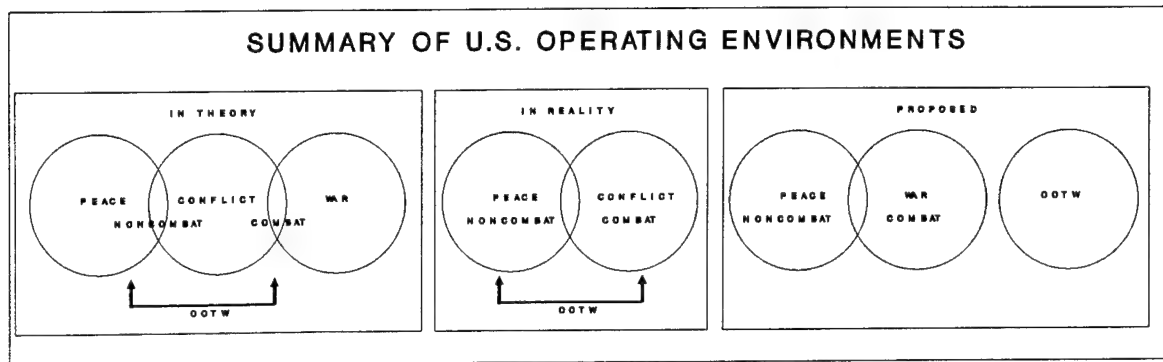 SUMMARY OF U.S. OPERATING ENVIRONMENTS
IN THEORY
PEACE CONFLICT WAR
NONCOMBAT COMBAT
OOTW
IN REALITY
PEACE CONFLICT
NONCOMBAT COMBAT
OOTW
PROPOSED
PEACE WAR OOTW
NONCOMBAT COMBAT